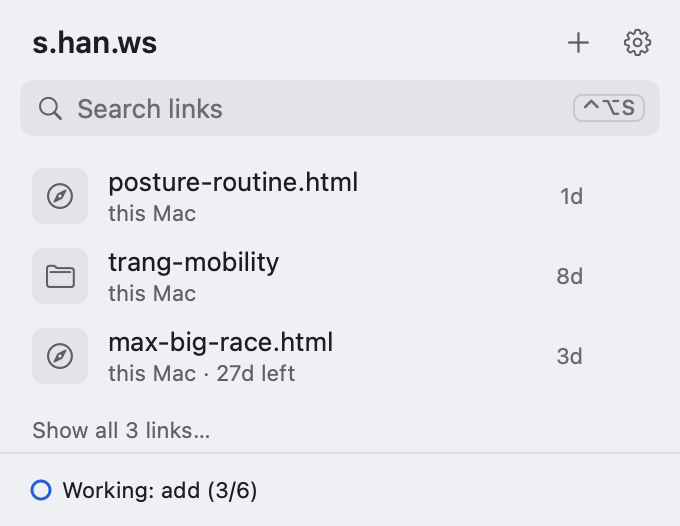 s.han.ws
Search links ^⌥S
posture-routine.html 1d
this Mac
trang-mobility 8d
this Mac
max-big-race.html 3d
this Mac · 27d left
Show all 3 links...
Working: add (3/6)